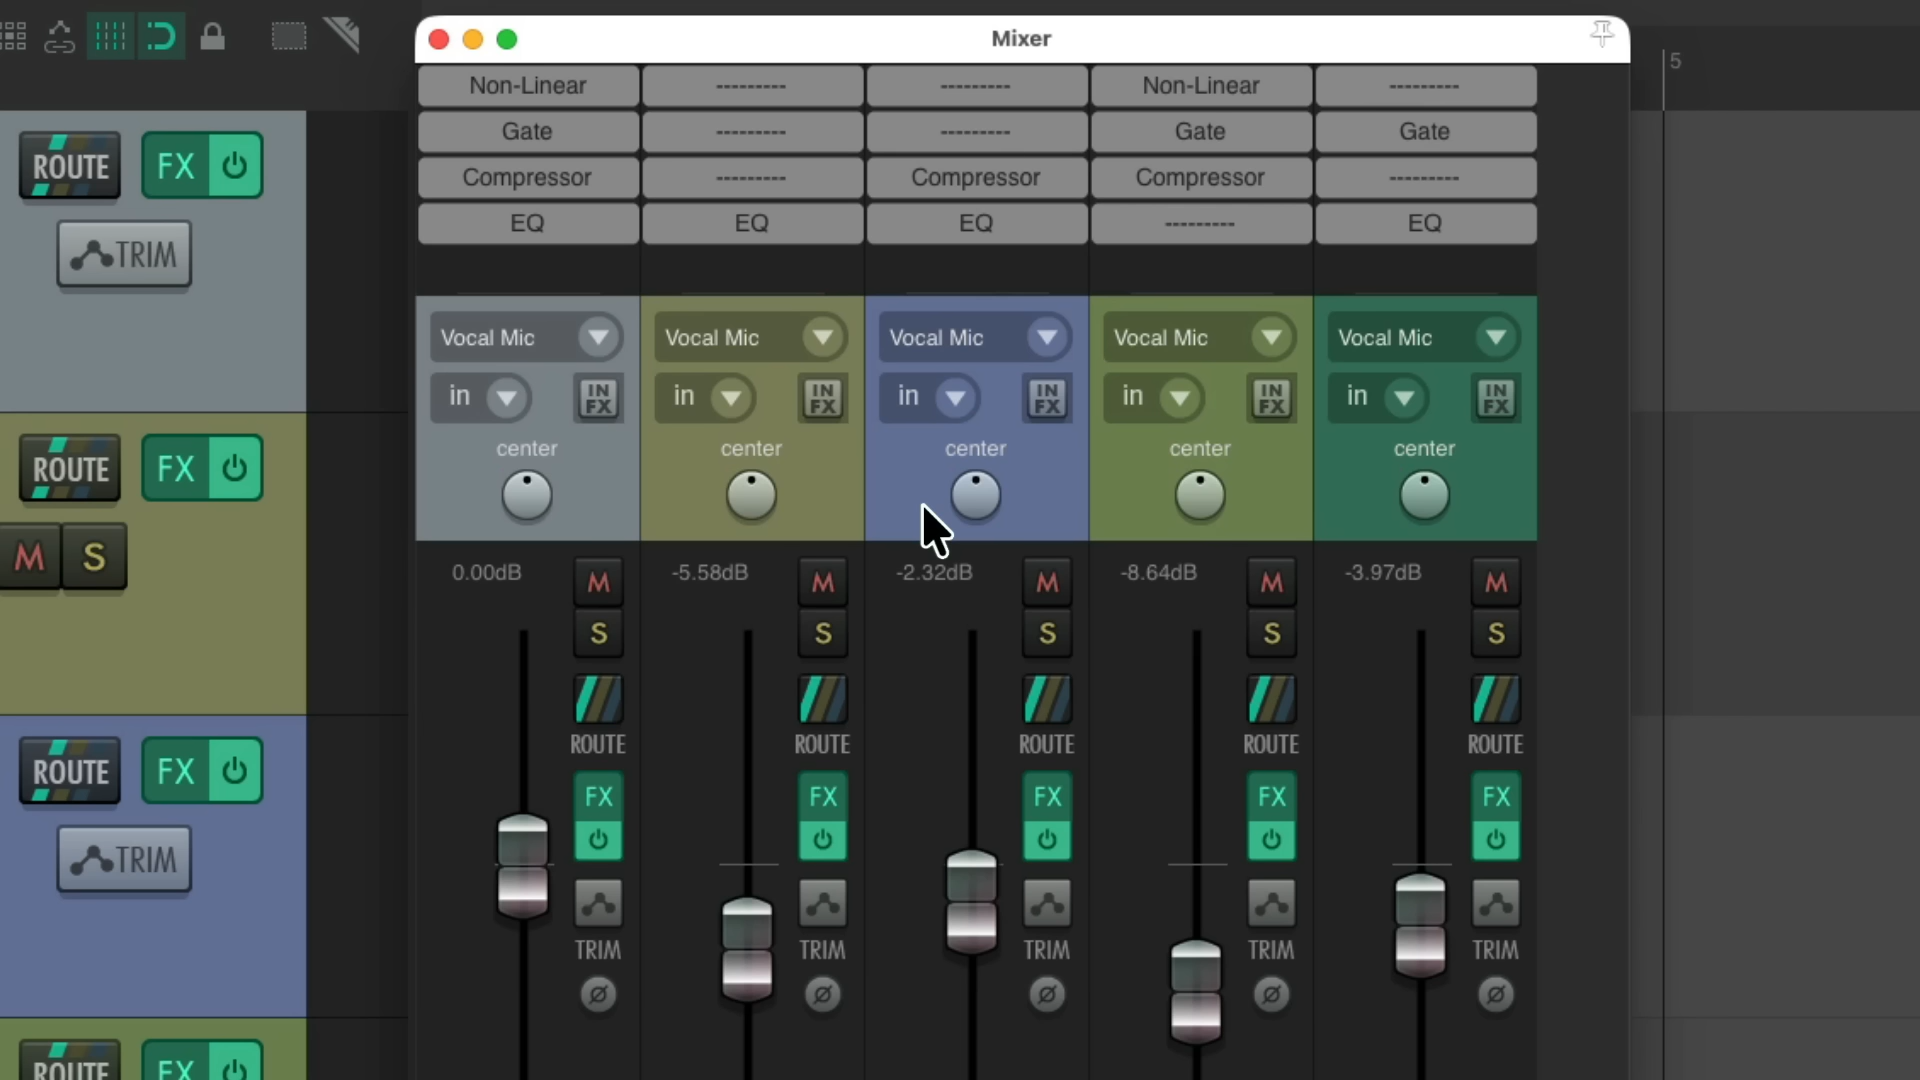 Mixer
5
Non-Linear --------- --------- Non-Linear ---------
Gate --------- --------- Gate Gate
Compressor --------- Compressor Compressor ---------
EQ EQ EQ --------- EQ
ROUTE FX
TRIM
Vocal Mic Vocal Mic Vocal Mic Vocal Mic Vocal Mic
in IN FX in IN FX in IN FX in IN FX in IN FX
center center center center center
ROUTE FX
M S
0.00dB M -5.58dB M -2.32dB M -8.64dB M -3.97dB M
S S S S S
ROUTE ROUTE ROUTE ROUTE ROUTE
ROUTE FX
FX FX FX FX FX
TRIM
TRIM TRIM TRIM TRIM TRIM
Ø Ø Ø Ø Ø
ROUTE FX